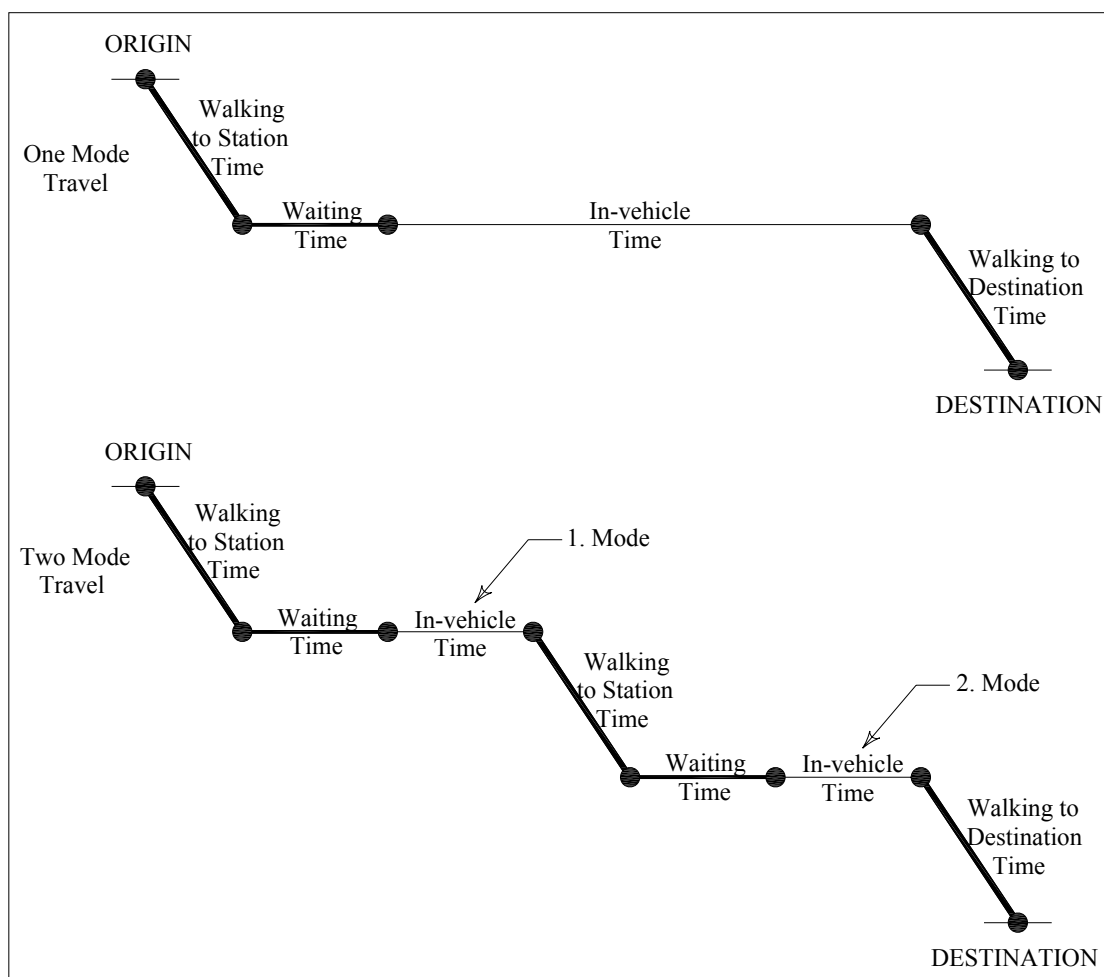 ORIGIN
Walking
to Station
Time
One Mode
Travel
Waiting
Time
In-vehicle
Time
Walking to
Destination
Time
DESTINATION
ORIGIN
Walking
to Station
Time
Two Mode
Travel
1. Mode
Waiting
Time
In-vehicle
Time
Walking
to Station
Time
2. Mode
Waiting
Time
In-vehicle
Time
Walking to
Destination
Time
DESTINATION